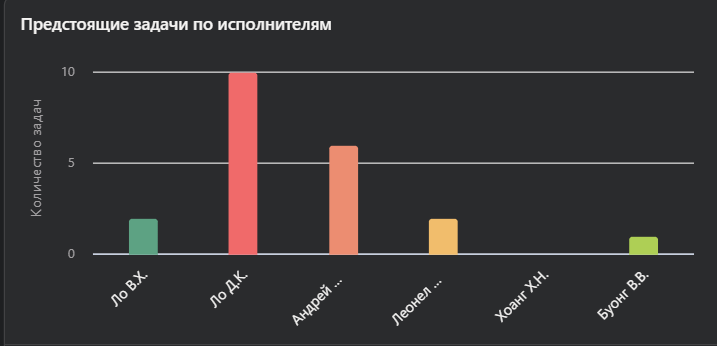 Предстоящие задачи по исполнителям
Количество задач
10
5
0
Ло В.Х.
Ло Д.К.
Андрей ...
Леонел ...
Хоанг Х.Н.
Буонг В.В.